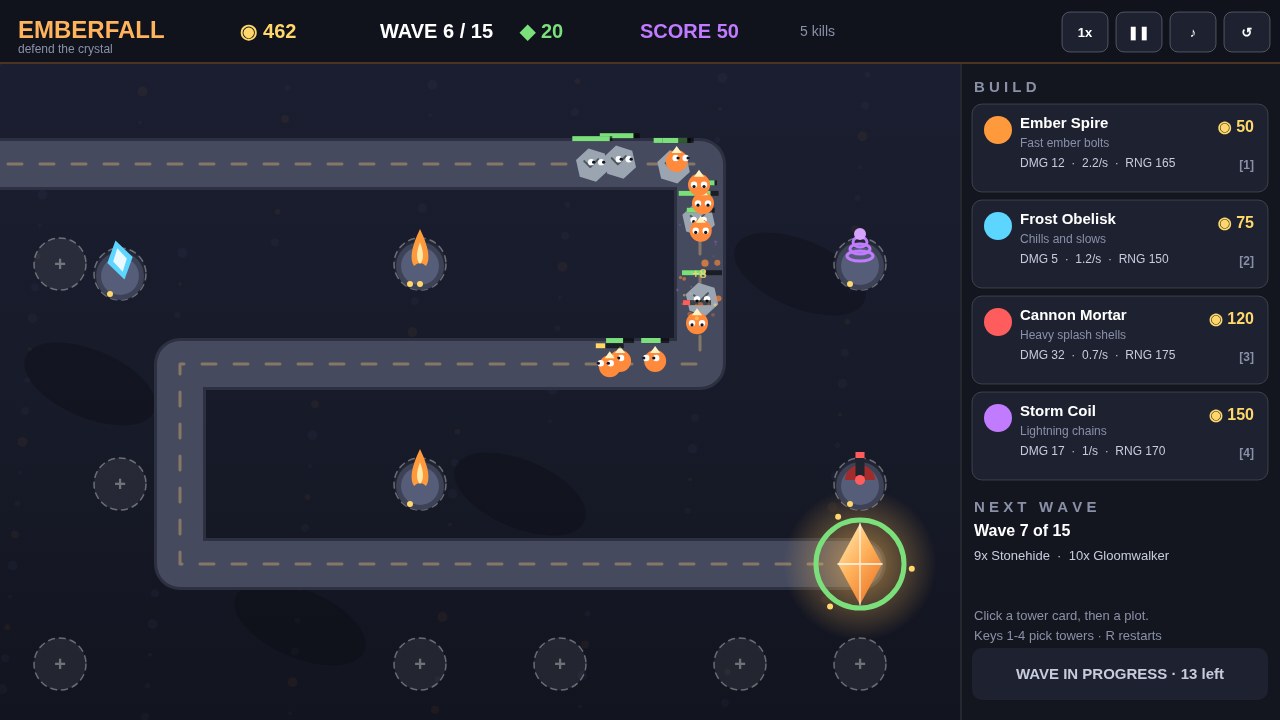 EMBERFALL
defend the crystal
◉ 462
WAVE 6 / 15
◆ 20
SCORE 50
5 kills
1x
❚❚
♪
↺
BUILD
Ember Spire
◉ 50
Fast ember bolts
DMG 12 · 2.2/s · RNG 165
[1]
Frost Obelisk
◉ 75
Chills and slows
DMG 5 · 1.2/s · RNG 150
[2]
Cannon Mortar
◉ 120
Heavy splash shells
DMG 32 · 0.7/s · RNG 175
[3]
Storm Coil
◉ 150
Lightning chains
DMG 17 · 1/s · RNG 170
[4]
NEXT WAVE
Wave 7 of 15
9x Stonehide · 10x Gloomwalker
Click a tower card, then a plot.
Keys 1-4 pick towers · R restarts
WAVE IN PROGRESS · 13 left